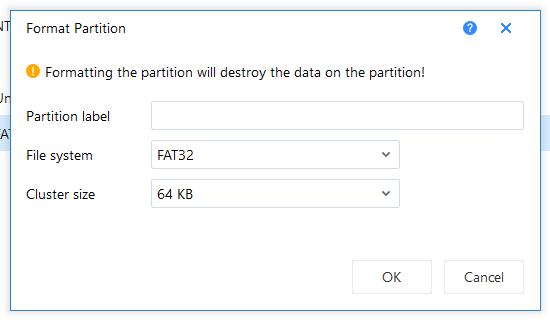 Format Partition
Formatting the partition will destroy the data on the partition!
Partition label
File system FAT32
Cluster size 64 KB
OK Cancel